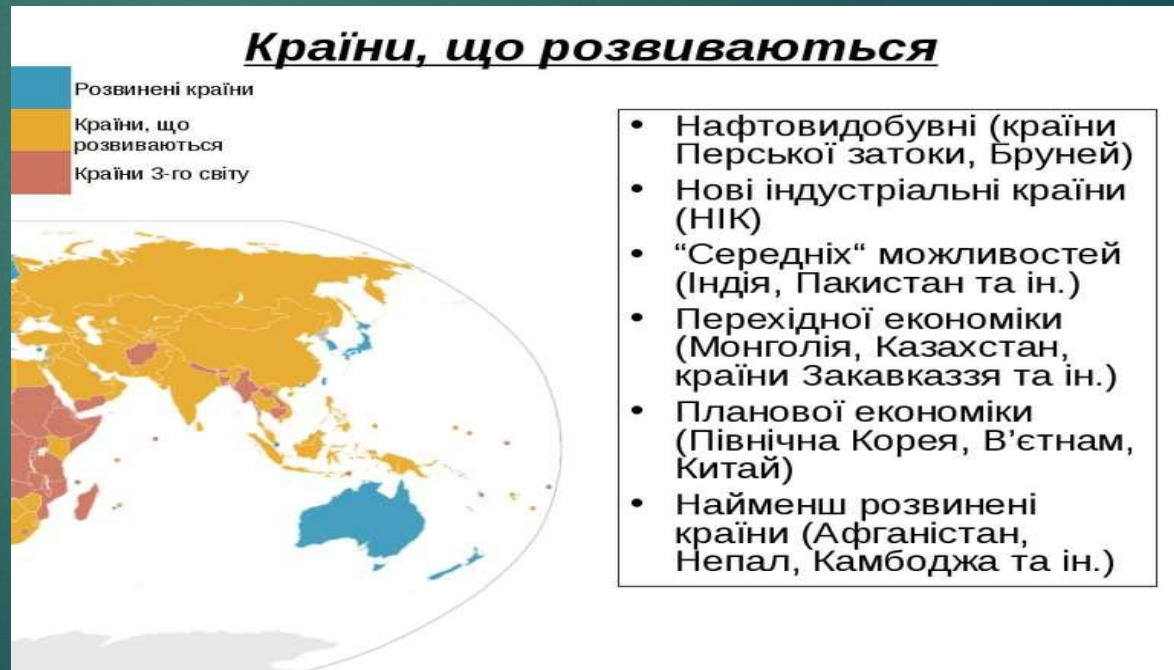 Країни, що розвиваються
Розвинені країни
Країни, що
розвиваються
Країни 3-го світу
• Нафтовидобувні (країни
Перської затоки, Бруней)
• Нові індустріальні країни
(НІК)
• “Середніх“ можливостей
(Індія, Пакистан та ін.)
• Перехідної економіки
(Монголія, Казахстан,
країни Закавказзя та ін.)
• Планової економіки
(Північна Корея, В’єтнам,
Китай)
• Найменш розвинені
країни (Афганістан,
Непал, Камбоджа та ін.)